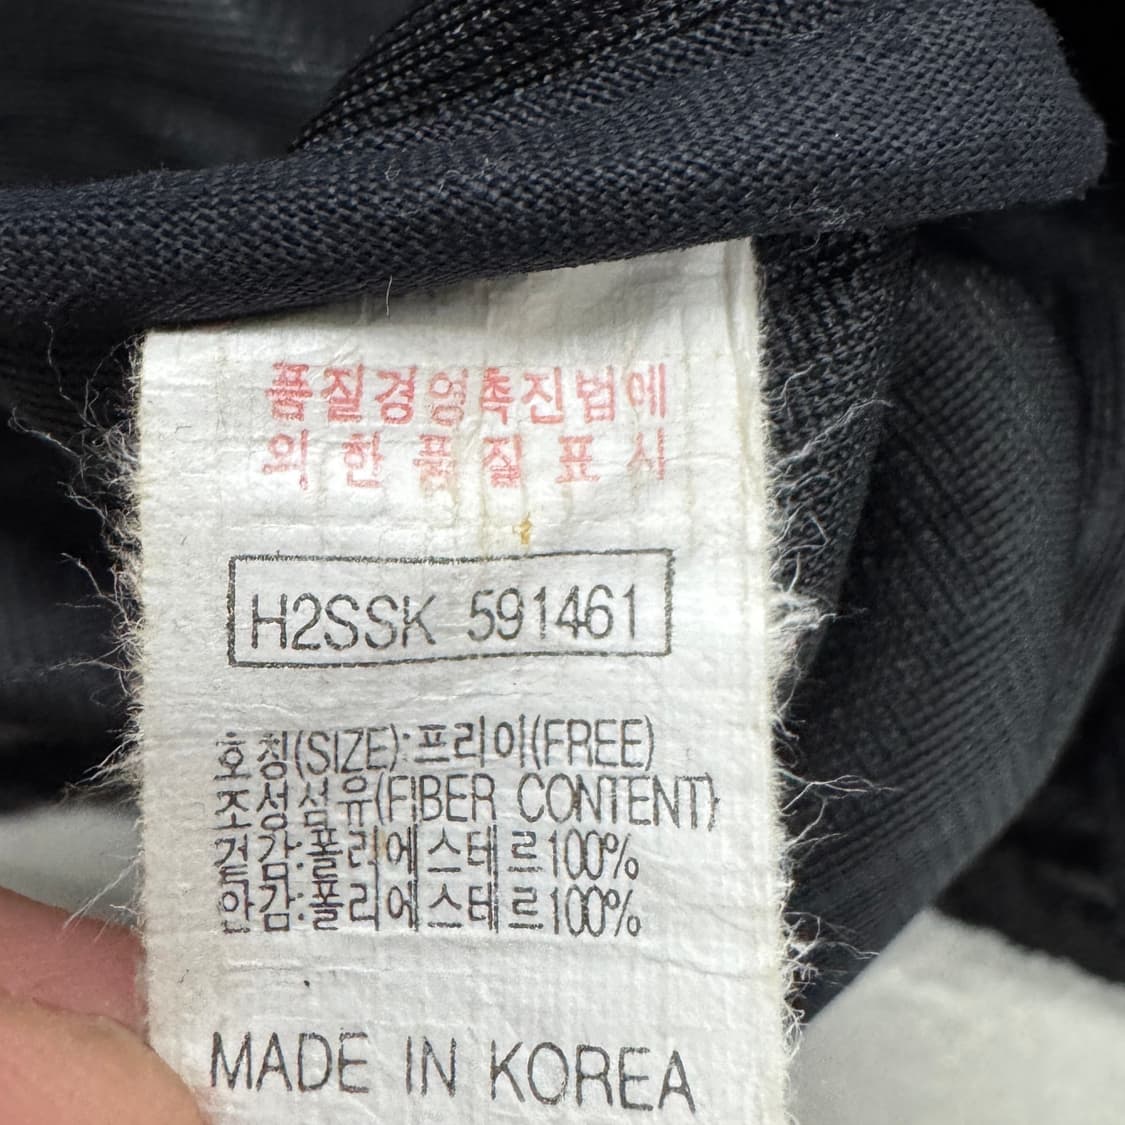 품질경영촉진법에
의한품질표시
H2SSK 591461
호칭(SIZE):프리이(FREE)
조성섬유(FIBER CONTENT)
겉감:폴리에스테르100%
안감:폴리에스테르100%
MADE IN KOREA